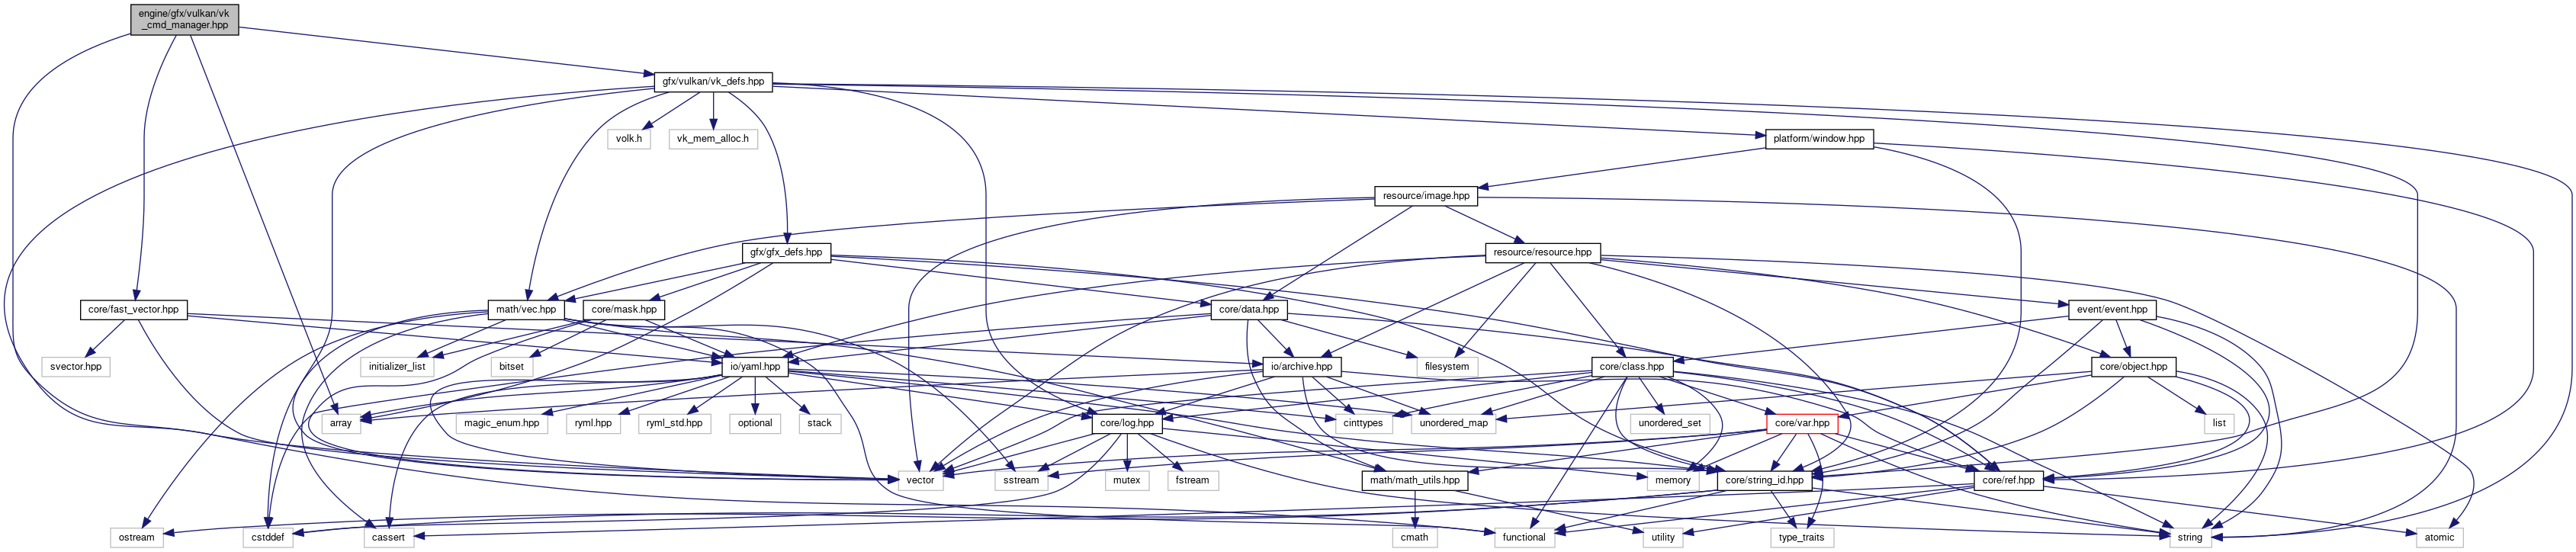 engine/gfx/vulkan/vk
_cmd_manager.hpp
gfx/vulkan/vk_defs.hpp
volk.h
vk_mem_alloc.h
platform/window.hpp
resource/image.hpp
gfx/gfx_defs.hpp
resource/resource.hpp
core/fast_vector.hpp
math/vec.hpp
core/mask.hpp
core/data.hpp
event/event.hpp
svector.hpp
initializer_list
bitset
io/yaml.hpp
io/archive.hpp
filesystem
core/class.hpp
core/object.hpp
array
magic_enum.hpp
ryml.hpp
ryml_std.hpp
optional
stack
core/log.hpp
cinttypes
unordered_map
unordered_set
core/var.hpp
list
vector
sstream
mutex
fstream
math/math_utils.hpp
memory
core/string_id.hpp
core/ref.hpp
ostream
cstddef
cassert
cmath
functional
utility
type_traits
string
atomic